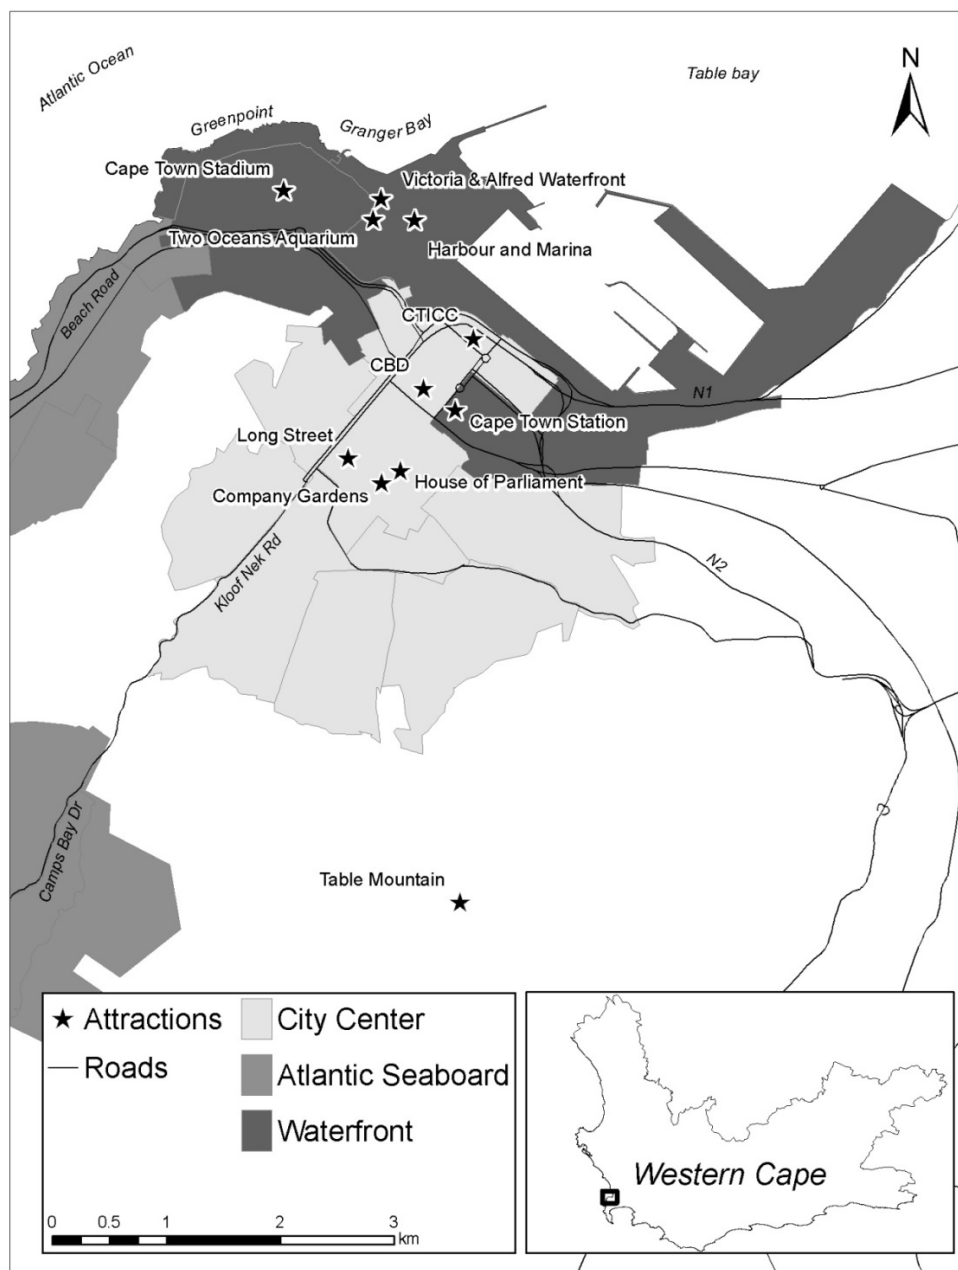 Atlantic Ocean
Greenpoint
Granger Bay
Table bay
N
Cape Town Stadium
Victoria & Alfred Waterfront
Two Oceans Aquarium
Harbour and Marina
Beach Road
CTICC
CBD
N1
Cape Town Station
Long Street
Company Gardens
House of Parliament
Kloof Nek Rd
N2
Camps Bay Dr
Table Mountain
Attractions
Roads
City Center
Atlantic Seaboard
Waterfront
0 0.5 1 2 3
km
Western Cape